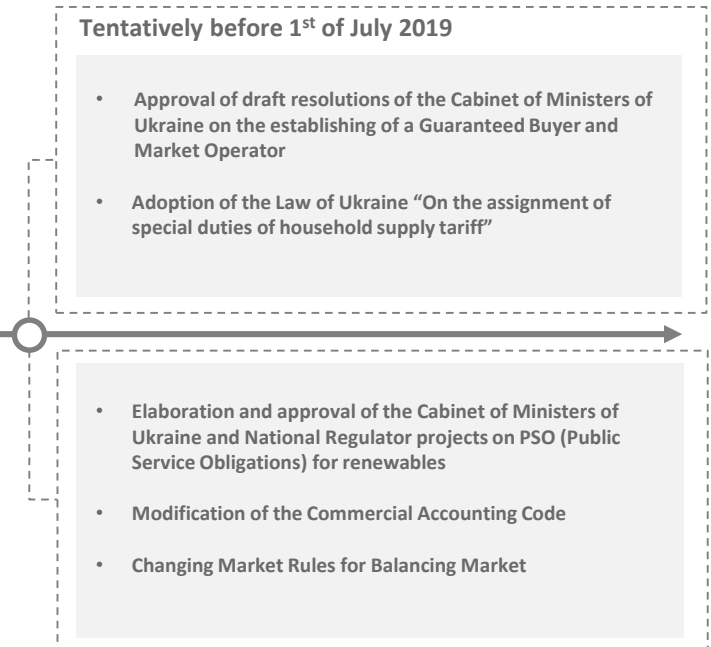 Tentatively before 1st of July 2019
• Approval of draft resolutions of the Cabinet of Ministers of
Ukraine on the establishing of a Guaranteed Buyer and
Market Operator
• Adoption of the Law of Ukraine “On the assignment of
special duties of household supply tariff”
• Elaboration and approval of the Cabinet of Ministers of
Ukraine and National Regulator projects on PSO (Public
Service Obligations) for renewables
• Modification of the Commercial Accounting Code
• Changing Market Rules for Balancing Market